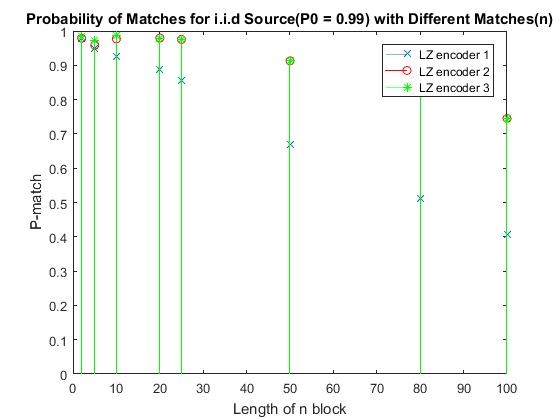 Probability of Matches for i.i.d Source(P0 = 0.99) with Different Matches(n)
1
0.9
0.8
0.7
0.6
0.5
0.4
0.3
0.2
0.1
0
P-match
LZ encoder 1
LZ encoder 2
LZ encoder 3
0 10 20 30 40 50 60 70 80 90 100
Length of n block